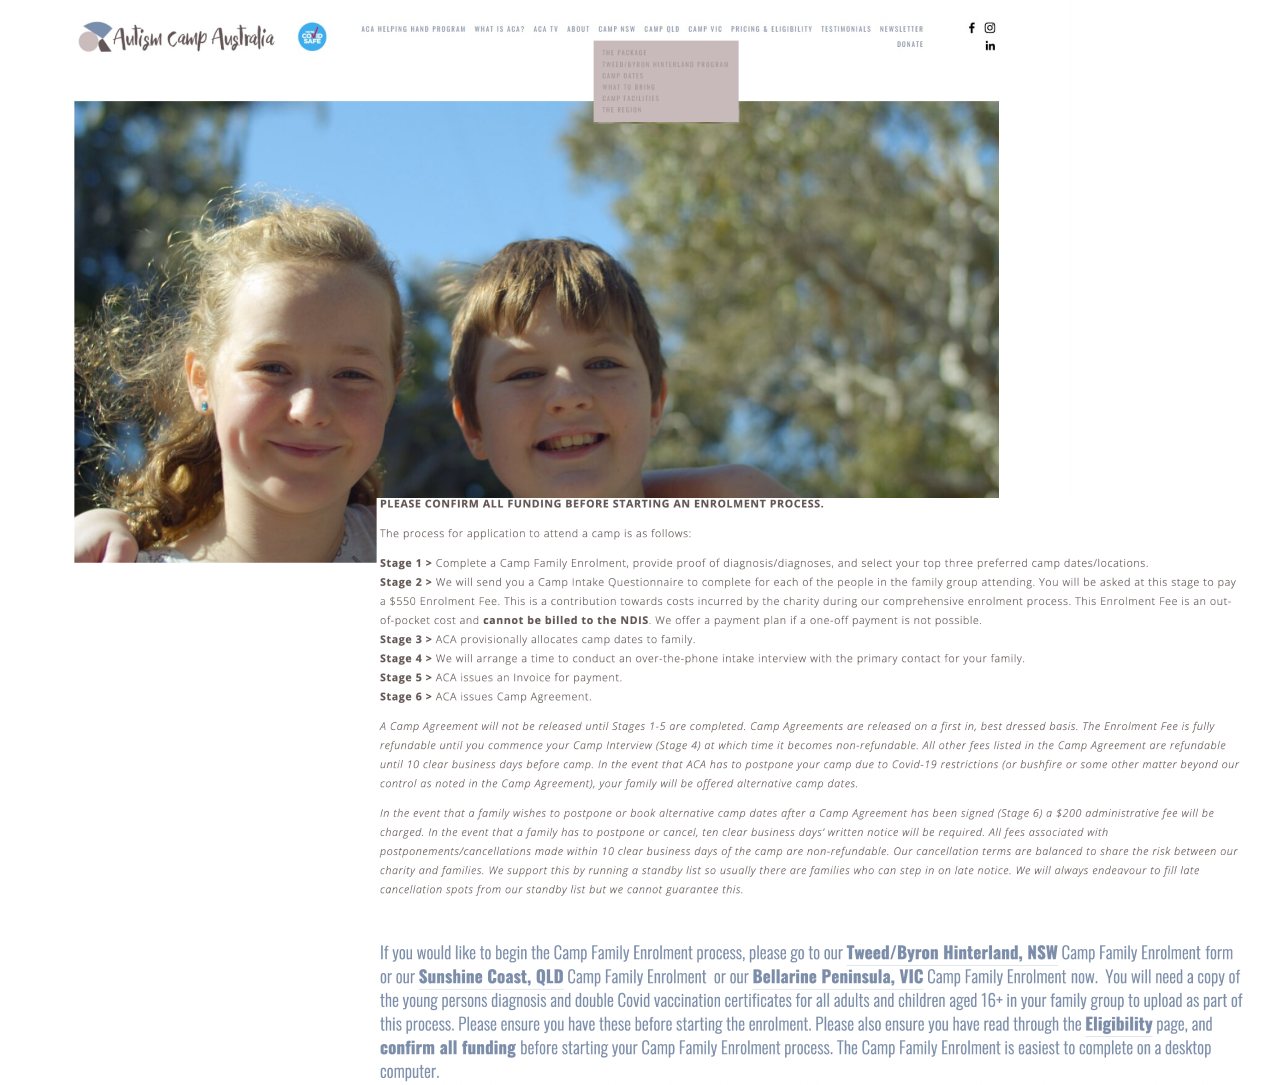 Autism Camp Australia
COVID SAFE
ACA HELPING HAND PROGRAM WHAT IS ACA? ACA TV ABOUT CAMP NSW CAMP QLD CAMP VIC PRICING & ELIGIBILITY TESTIMONIALS NEWSLETTER
DONATE
THE PACKAGE
TWEED/BYRON HINTERLAND PROGRAM
CAMP DATES
WHAT TO BRING
CAMP FACILITIES
THE REGION
PLEASE CONFIRM ALL FUNDING BEFORE STARTING AN ENROLMENT PROCESS.
The process for application to attend a camp is as follows:
Stage 1 > Complete a Camp Family Enrolment, provide proof of diagnosis/diagnoses, and select your top three preferred camp dates/locations.
Stage 2 > We will send you a Camp Intake Questionnaire to complete for each of the people in the family group attending. You will be asked at this stage to pay
a $550 Enrolment Fee. This is a contribution towards costs incurred by the charity during our comprehensive enrolment process. This Enrolment Fee is an out-
of-pocket cost and cannot be billed to the NDIS. We offer a payment plan if a one-off payment is not possible.
Stage 3 > ACA provisionally allocates camp dates to family.
Stage 4 > We will arrange a time to conduct an over-the-phone intake interview with the primary contact for your family.
Stage 5 > ACA issues an Invoice for payment.
Stage 6 > ACA issues Camp Agreement.
A Camp Agreement will not be released until Stages 1-5 are completed. Camp Agreements are released on a first in, best dressed basis. The Enrolment Fee is fully
refundable until you commence your Camp Interview (Stage 4) at which time it becomes non-refundable. All other fees listed in the Camp Agreement are refundable
until 10 clear business days before camp. In the event that ACA has to postpone your camp due to Covid-19 restrictions (or bushfire or some other matter beyond our
control as noted in the Camp Agreement), your family will be offered alternative camp dates.
In the event that a family wishes to postpone or book alternative camp dates after a Camp Agreement has been signed (Stage 6) a $200 administrative fee will be
charged. In the event that a family has to postpone or cancel, ten clear business days' written notice will be required. All fees associated with
postponements/cancellations made within 10 clear business days of the camp are non-refundable. Our cancellation terms are balanced to share the risk between our
charity and families. We support this by running a standby list so usually there are families who can step in on late notice. We will always endeavour to fill late
cancellation spots from our standby list but we cannot guarantee this.
If you would like to begin the Camp Family Enrolment process, please go to our Tweed/Byron Hinterland, NSW Camp Family Enrolment form
or our Sunshine Coast, QLD Camp Family Enrolment or our Bellarine Peninsula, VIC Camp Family Enrolment now. You will need a copy of
the young persons diagnosis and double Covid vaccination certificates for all adults and children aged 16+ in your family group to upload as part of
this process. Please ensure you have these before starting the enrolment. Please also ensure you have read through the Eligibility page, and
confirm all funding before starting your Camp Family Enrolment process. The Camp Family Enrolment is easiest to complete on a desktop
computer.